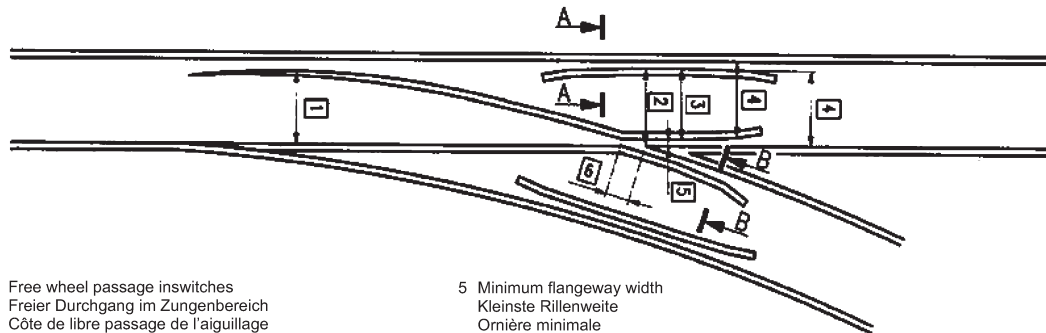 A
A
1
2
3
4
4
B
6
5
B
Free wheel passage inswitches
Freier Durchgang im Zungenbereich
Côte de libre passage de l'aiguillage
5 Minimum flangeway width
Kleinste Rillenweite
Ornière minimale